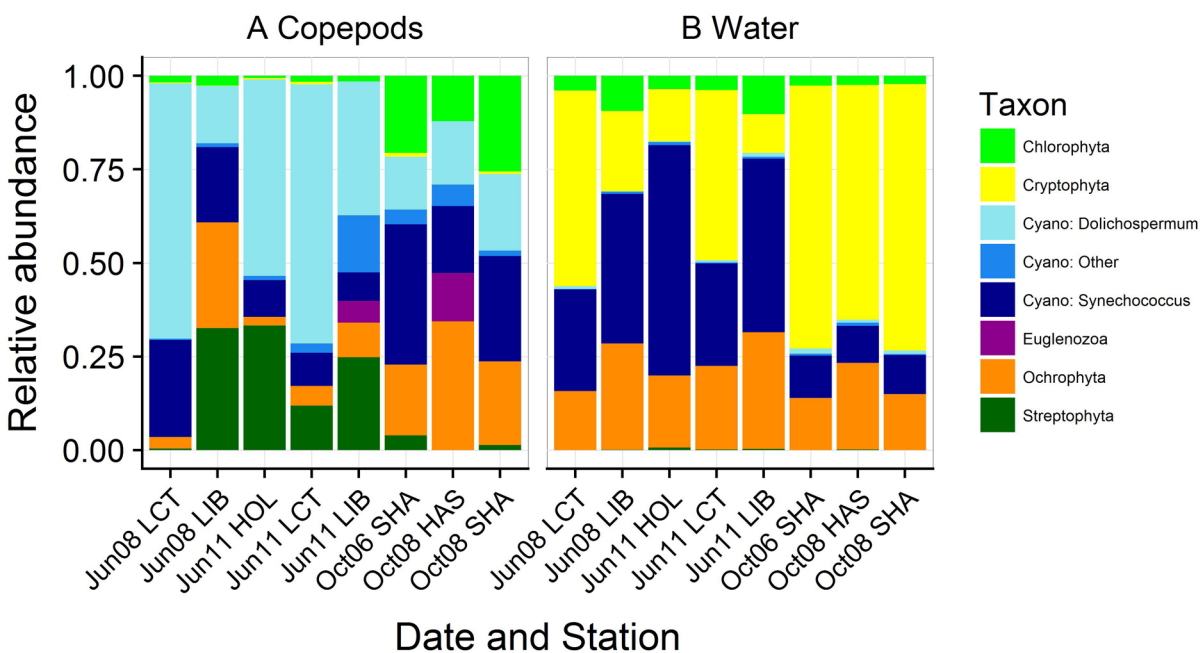 A Copepods
B Water
Relative abundance
1.00
0.75
0.50
0.25
0.00
Jun08 LCT
Jun08 LIB
Jun11 HOL
Jun11 LCT
Jun11 LIB
Oct06 SHA
Oct08 HAS
Oct08 SHA
Jun08 LCT
Jun08 LIB
Jun11 HOL
Jun11 LCT
Jun11 LIB
Oct06 SHA
Oct08 HAS
Oct08 SHA
Date and Station
Taxon
Chlorophyta
Cryptophyta
Cyano: Dolichospermum
Cyano: Other
Cyano: Synechococcus
Euglenozoa
Ochrophyta
Streptophyta